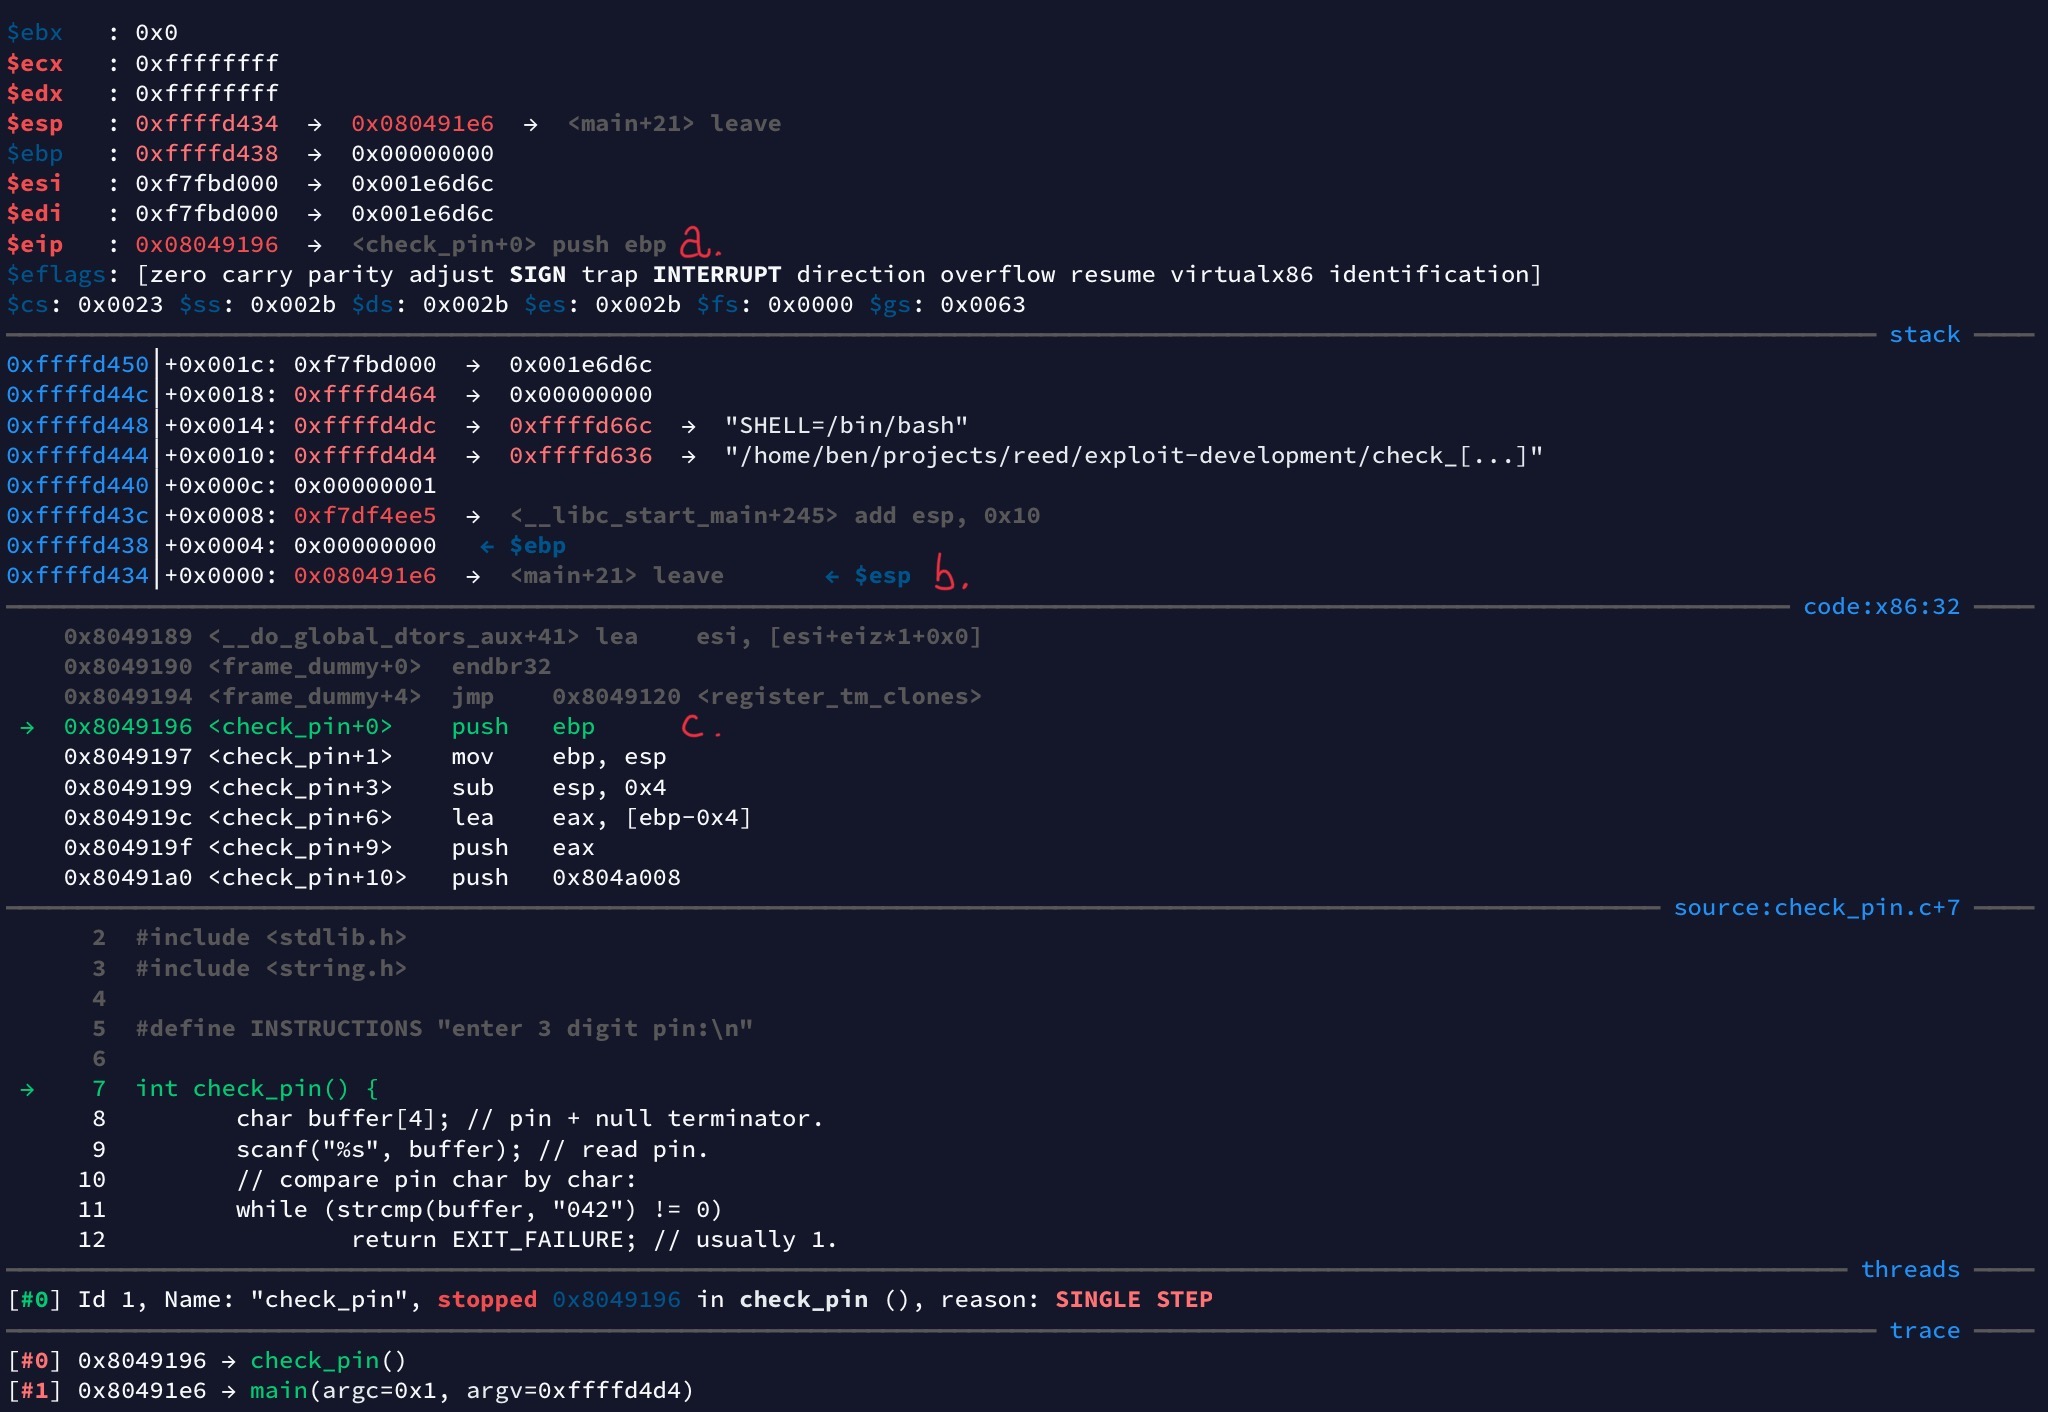 $ebx   : 0x0
$ecx   : 0xffffffff
$edx   : 0xffffffff
$esp   : 0xffffd434  →  0x080491e6  →  <main+21> leave
$ebp   : 0xffffd438  →  0x00000000
$esi   : 0xf7fbd000  →  0x001e6d6c
$edi   : 0xf7fbd000  →  0x001e6d6c
$eip   : 0x08049196  →  <check_pin+0> push ebp a.
$eflags: [zero carry parity adjust SIGN trap INTERRUPT direction overflow resume virtualx86 identification]
$cs: 0x0023 $ss: 0x002b $ds: 0x002b $es: 0x002b $fs: 0x0000 $gs: 0x0063
stack
0xffffd450│+0x001c: 0xf7fbd000  →  0x001e6d6c
0xffffd44c│+0x0018: 0xffffd464  →  0x00000000
0xffffd448│+0x0014: 0xffffd4dc  →  0xffffd66c  →  "SHELL=/bin/bash"
0xffffd444│+0x0010: 0xffffd4d4  →  0xffffd636  →  "/home/ben/projects/reed/exploit-development/check_[...]"
0xffffd440│+0x000c: 0x00000001
0xffffd43c│+0x0008: 0xf7df4ee5  →  <__libc_start_main+245> add esp, 0x10
0xffffd438│+0x0004: 0x00000000   ← $ebp
0xffffd434│+0x0000: 0x080491e6  →  <main+21> leave       ← $esp b.
code:x86:32
0x8049189 <__do_global_dtors_aux+41> lea    esi, [esi+eiz*1+0x0]
0x8049190 <frame_dummy+0>  endbr32
0x8049194 <frame_dummy+4>  jmp    0x8049120 <register_tm_clones>
→  0x8049196 <check_pin+0>    push   ebp c.
0x8049197 <check_pin+1>    mov    ebp, esp
0x8049199 <check_pin+3>    sub    esp, 0x4
0x804919c <check_pin+6>    lea    eax, [ebp-0x4]
0x804919f <check_pin+9>    push   eax
0x80491a0 <check_pin+10>   push   0x804a008
source:check_pin.c+7
2  #include <stdlib.h>
3  #include <string.h>
4
5  #define INSTRUCTIONS "enter 3 digit pin:\n"
6
→    7  int check_pin() {
8         char buffer[4]; // pin + null terminator.
9         scanf("%s", buffer); // read pin.
10         // compare pin char by char:
11         while (strcmp(buffer, "042") != 0)
12                 return EXIT_FAILURE; // usually 1.
threads
[#0] Id 1, Name: "check_pin", stopped 0x8049196 in check_pin (), reason: SINGLE STEP
trace
[#0] 0x8049196 → check_pin()
[#1] 0x80491e6 → main(argc=0x1, argv=0xffffd4d4)